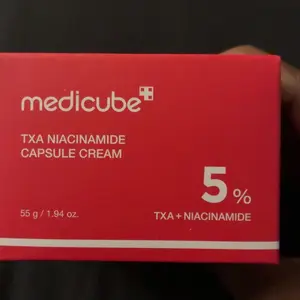 medicube
TXA NIACINAMIDE
CAPSULE CREAM
5%
55 g / 1.94 oz.
TXA + NIACINAMIDE